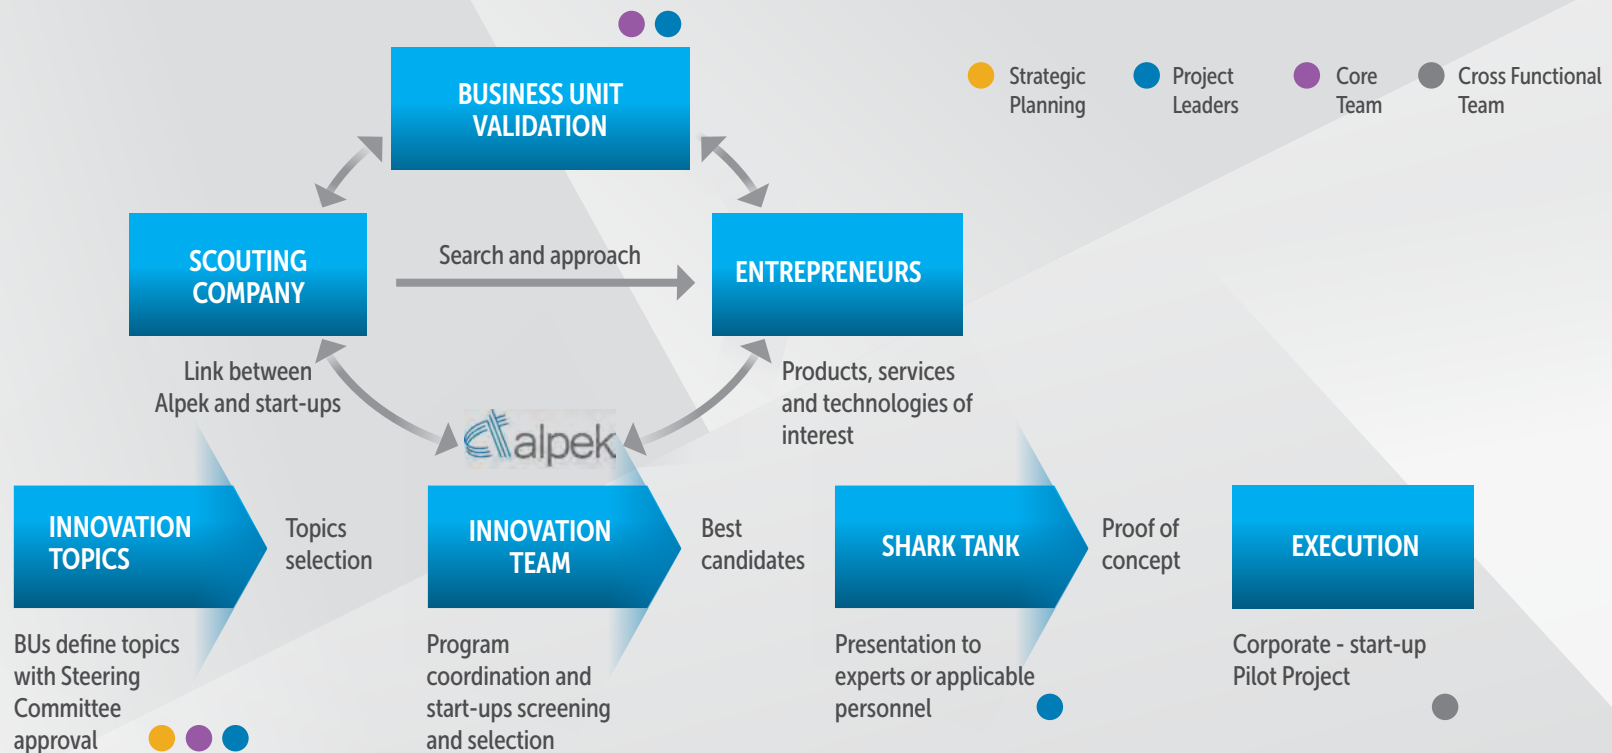 BUSINESS UNIT
VALIDATION
Strategic
Planning
Project
Leaders
Core
Team
Cross Functional
Team
SCOUTING
COMPANY
Search and approach
ENTREPRENEURS
Link between
Alpek and start-ups
Products, services
and technologies of
interest
alpek
INNOVATION
TOPICS
Topics
selection
INNOVATION
TEAM
Best
candidates
SHARK TANK
Proof of
concept
EXECUTION
BUs define topics
with Steering
Committee
approval
Program
coordination and
start-ups screening
and selection
Presentation to
experts or applicable
personnel
Corporate - start-up
Pilot Project